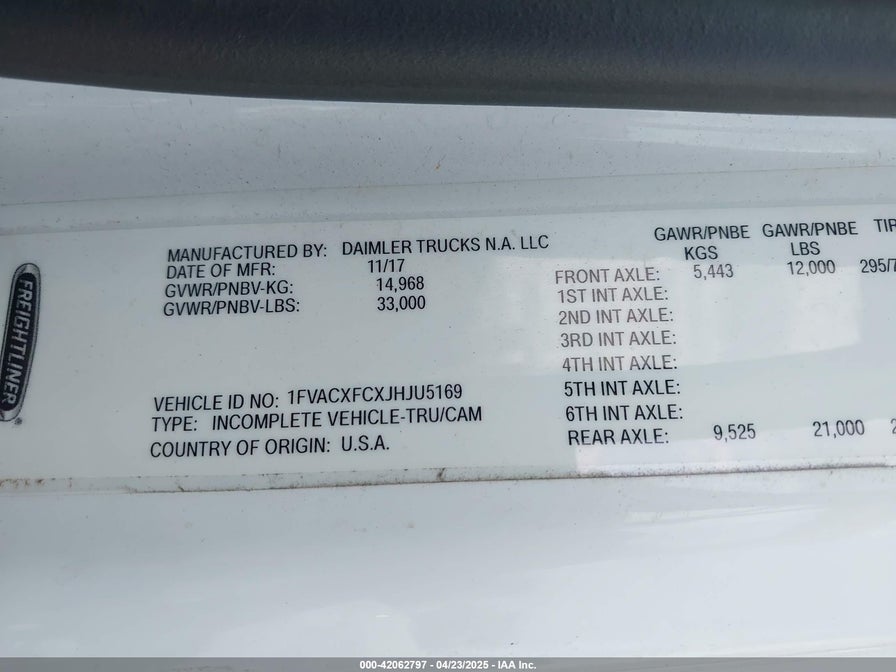 FREIGHTLINER
MANUFACTURED BY: DAIMLER TRUCKS N.A. LLC
DATE OF MFR: 11/17
GVWR/PNBV-KG: 14,968
GVWR/PNBV-LBS: 33,000
VEHICLE ID NO: 1FVACXFCXJHJU5169
TYPE: INCOMPLETE VEHICLE-TRU/CAM
COUNTRY OF ORIGIN: U.S.A.
GAWR/PNBE GAWR/PNBE TIR
KGS LBS
FRONT AXLE: 5,443 12,000 295/7
1ST INT AXLE:
2ND INT AXLE:
3RD INT AXLE:
4TH INT AXLE:
5TH INT AXLE:
6TH INT AXLE:
REAR AXLE: 9,525 21,000 2
000-42062797 - 04/23/2025 - IAA Inc.